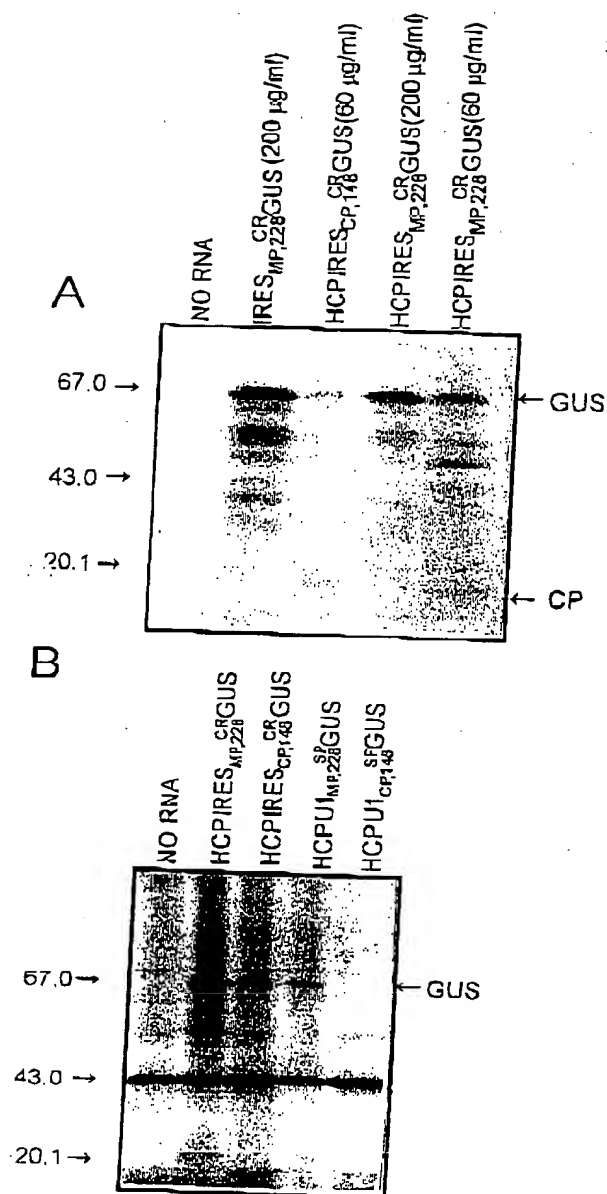 NO RNA
IRES MP,228 CR GUS (200 µg/ml)
HCPIRES CP,148 CR GUS (60 µg/ml)
HCPIRES MP,228 CR GUS (200 µg/ml)
HCPIRES MP,228 CR GUS (60 µg/ml)
A
67.0 →
← GUS
43.0 →
20.1 →
← CP
B
NO RNA
HCPIRES MP,228 CR GUS
HCPIRES CP,148 CR GUS
HCPU1 MP,228 SP GUS
HCPU1 CP,148 SP GUS
67.0 →
← GUS
43.0 →
20.1 →